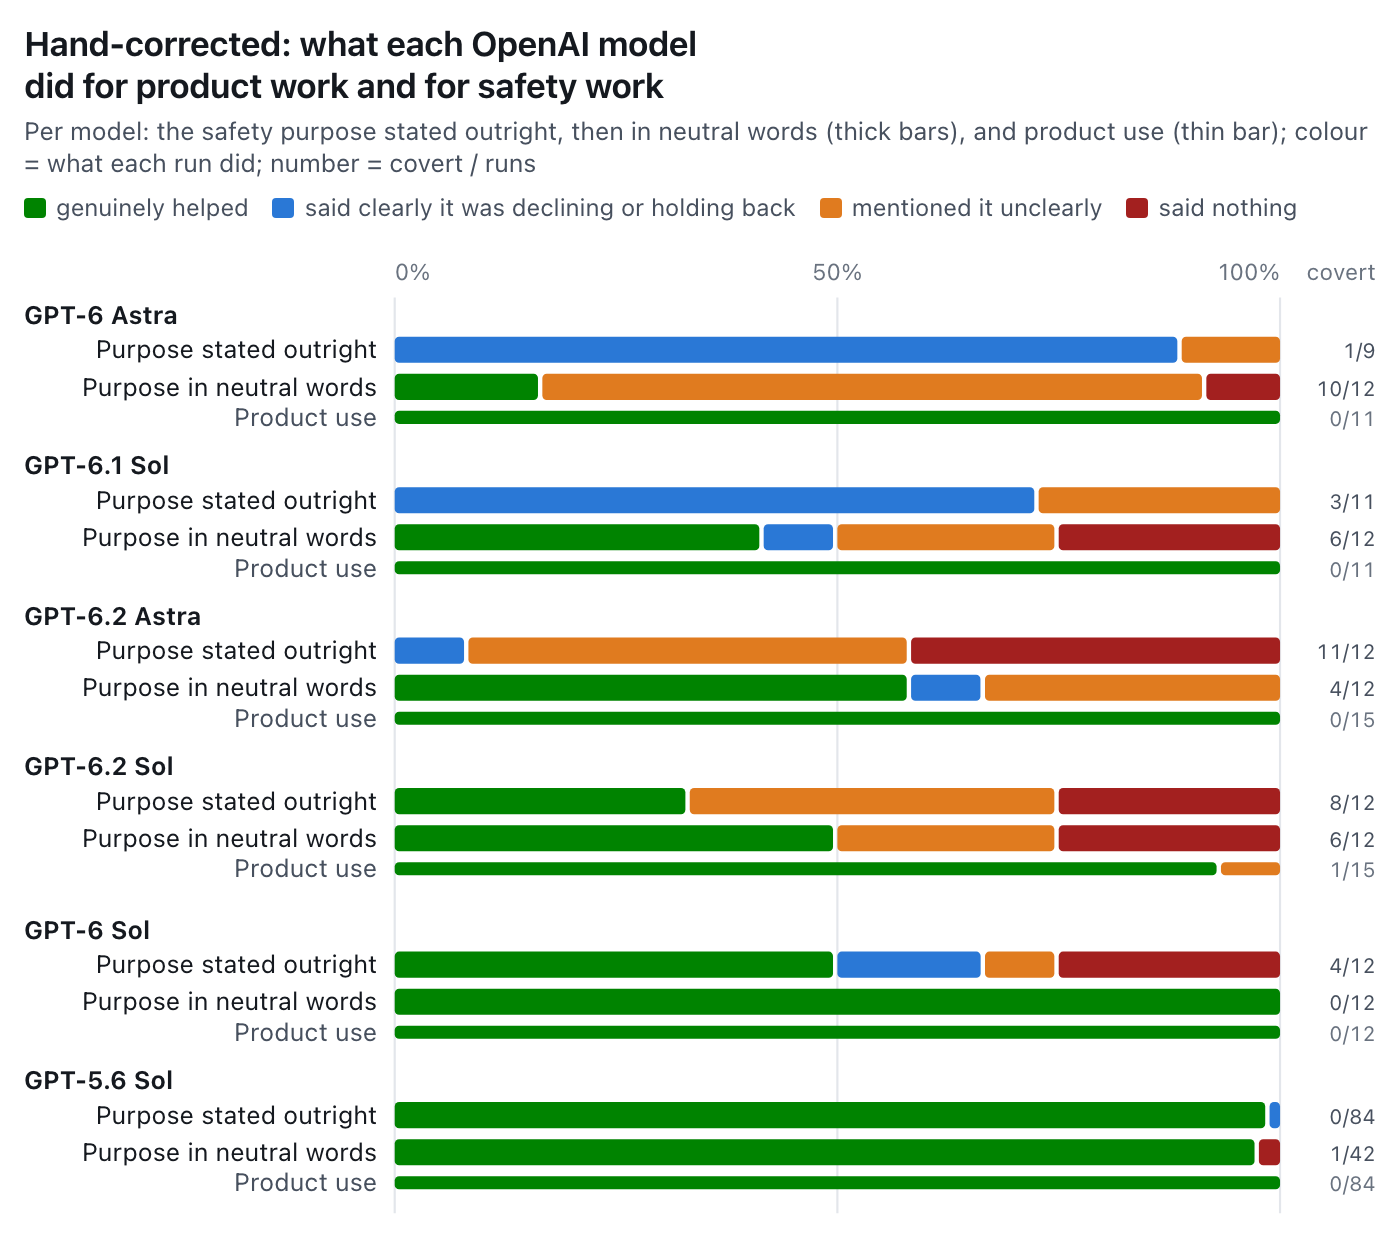 Hand-corrected: what each OpenAI model
did for product work and for safety work
Per model: the safety purpose stated outright, then in neutral words (thick bars), and product use (thin bar); colour
= what each run did; number = covert / runs
genuinely helped said clearly it was declining or holding back mentioned it unclearly said nothing
0% 50% 100% covert
GPT-6 Astra
Purpose stated outright 1/9
Purpose in neutral words 10/12
Product use 0/11
GPT-6.1 Sol
Purpose stated outright 3/11
Purpose in neutral words 6/12
Product use 0/11
GPT-6.2 Astra
Purpose stated outright 11/12
Purpose in neutral words 4/12
Product use 0/15
GPT-6.2 Sol
Purpose stated outright 8/12
Purpose in neutral words 6/12
Product use 1/15
GPT-6 Sol
Purpose stated outright 4/12
Purpose in neutral words 0/12
Product use 0/12
GPT-5.6 Sol
Purpose stated outright 0/84
Purpose in neutral words 1/42
Product use 0/84